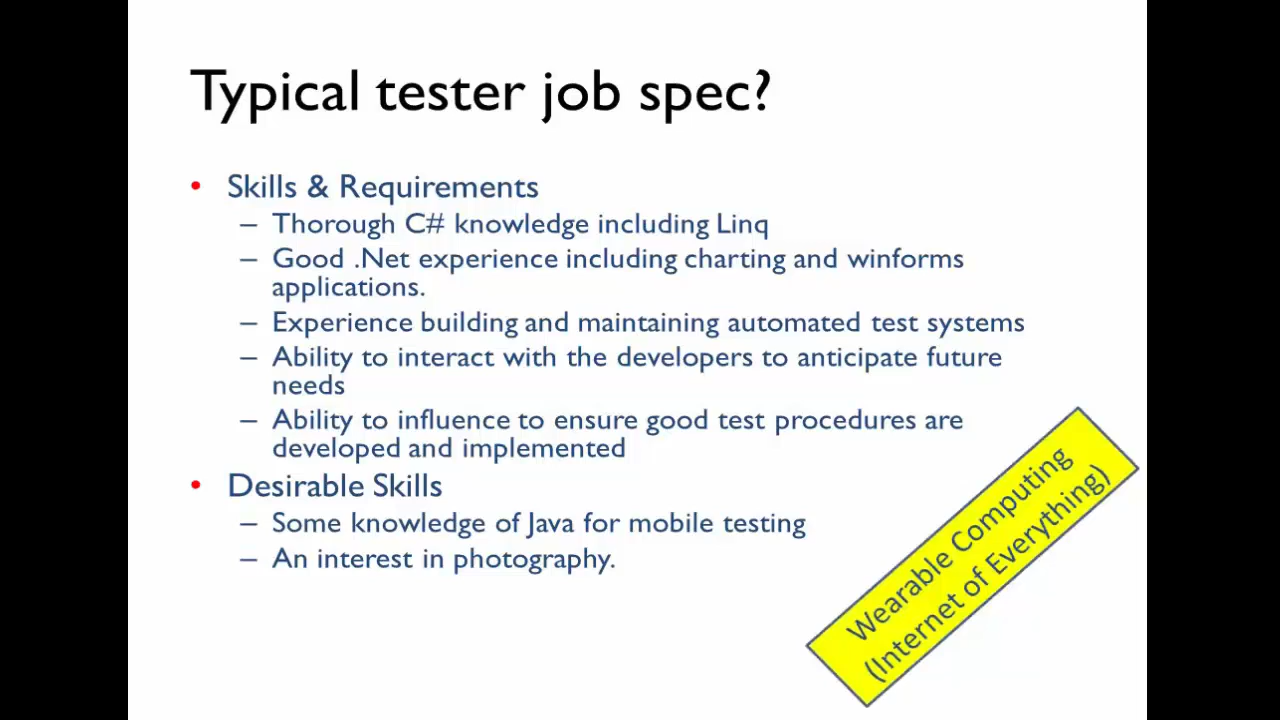 Typical tester job spec?
• Skills & Requirements
– Thorough C# knowledge including Linq
– Good .Net experience including charting and winforms
applications.
– Experience building and maintaining automated test systems
– Ability to interact with the developers to anticipate future
needs
– Ability to influence to ensure good test procedures are
developed and implemented
• Desirable Skills
– Some knowledge of Java for mobile testing
– An interest in photography.
Wearable Computing
(Internet of Everything)